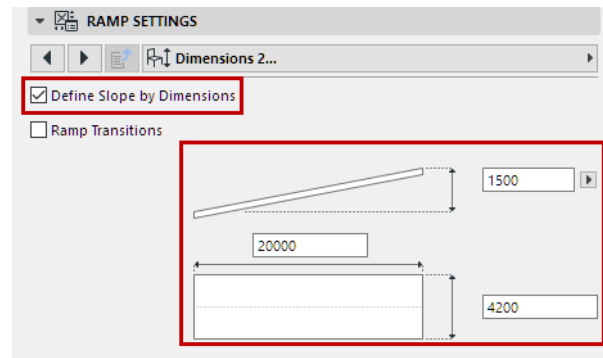 RAMP SETTINGS
Dimensions 2...
Define Slope by Dimensions
Ramp Transitions
1500
20000
4200